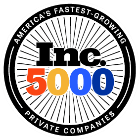 AMERICA'S FASTEST-GROWING
Inc.
5000
PRIVATE COMPANIES